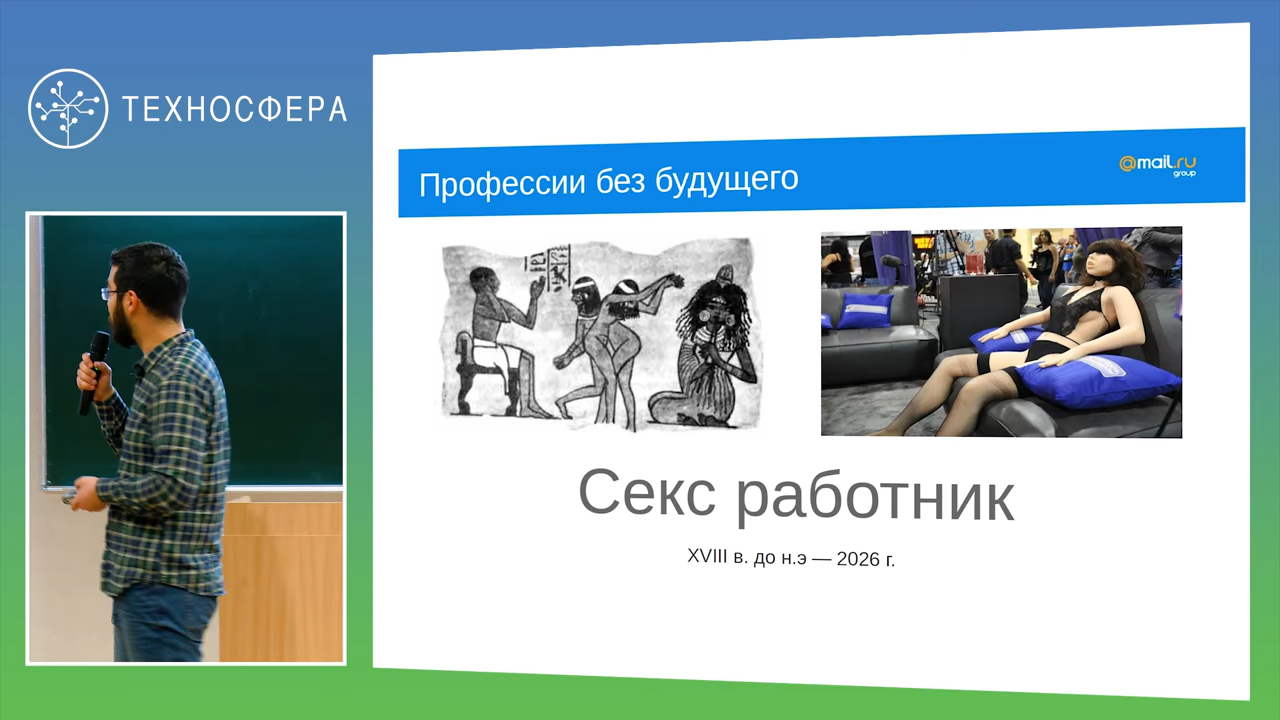 ТЕХНОСФЕРА
Профессии без будущего
@mail.ru
group
Секс работник
XVIII в. до н.э — 2026 г.